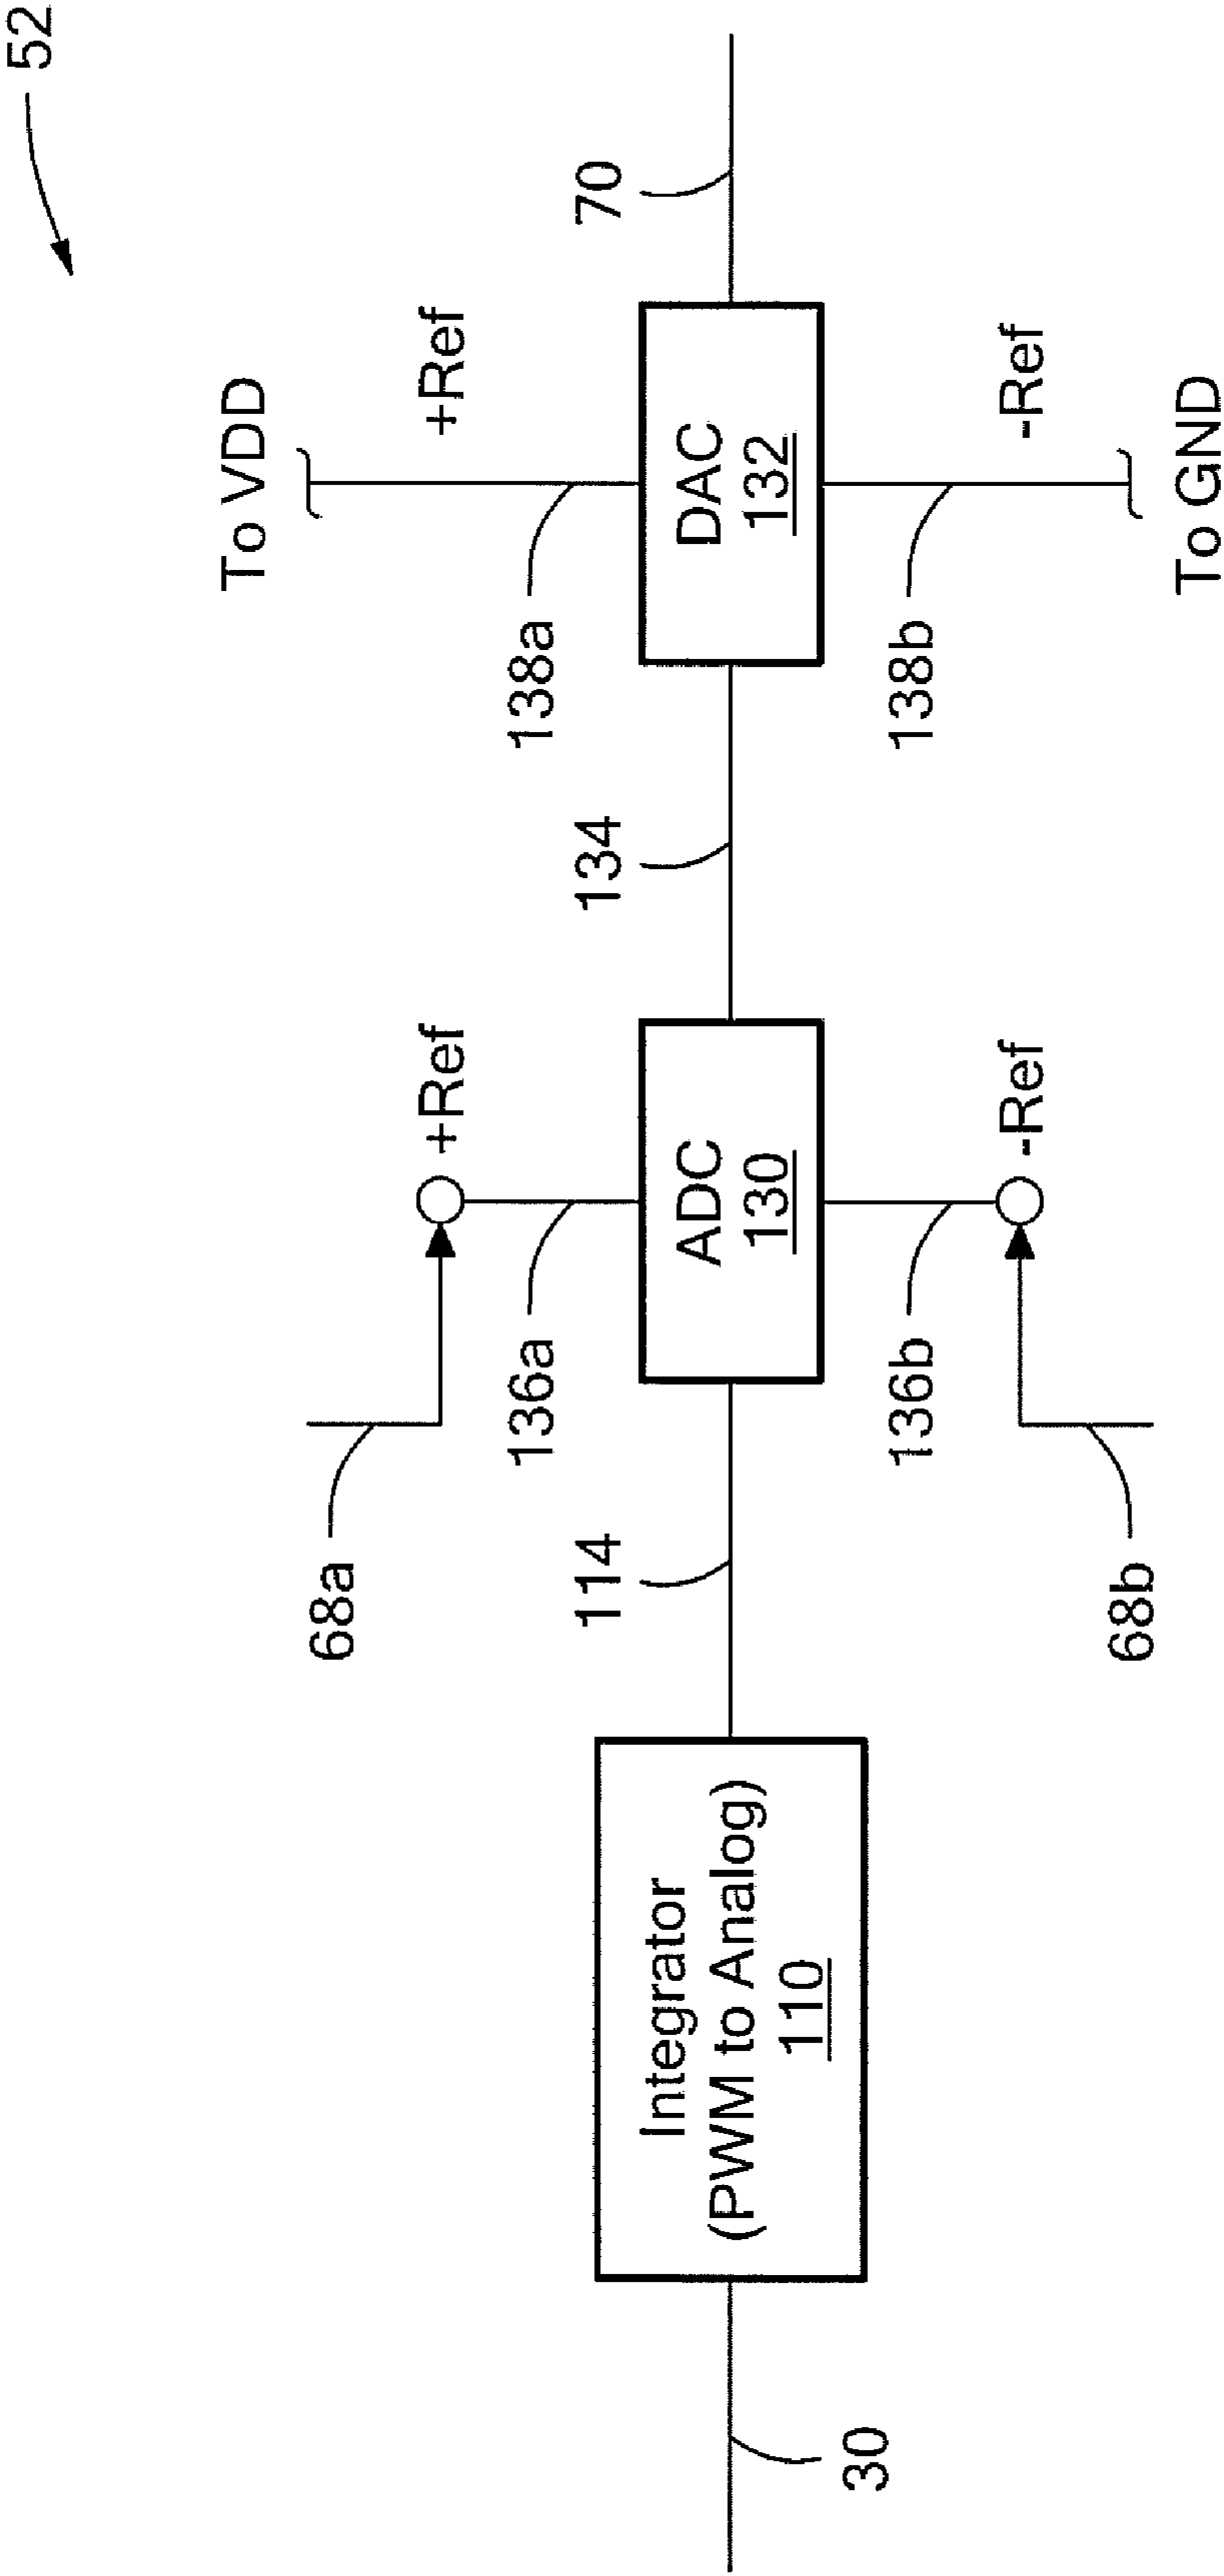 52
To VDD
+Ref
+Ref
68a
136a
138a
114
134
70
Integrator
(PWM to Analog)
110
ADC
130
DAC
132
30
136b
138b
-Ref
-Ref
68b
To GND